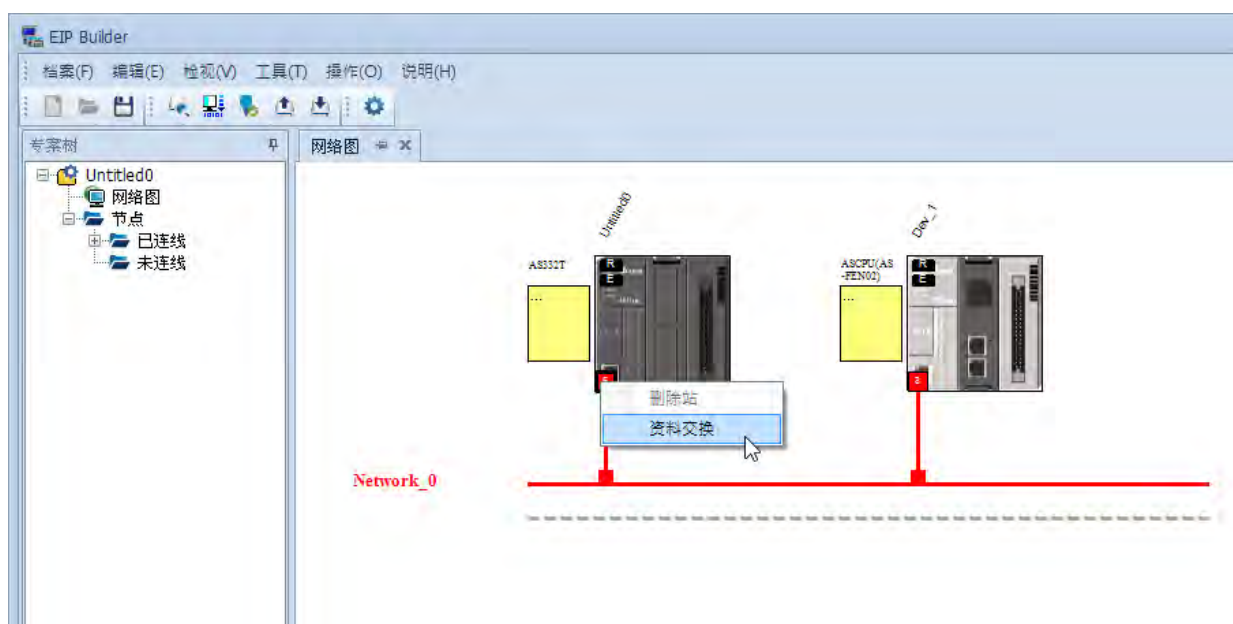 EIP Builder
档案(F) 编辑(E) 检视(V) 工具(T) 操作(O) 说明(H)
专案树
网络图
Untitled0
网络图
节点
已连线
未连线
Untitled0
Dev_1
AS332T
R
E
...
ASCPU(AS
-FEN02)
R
E
...
删除站
资料交换
Network_0